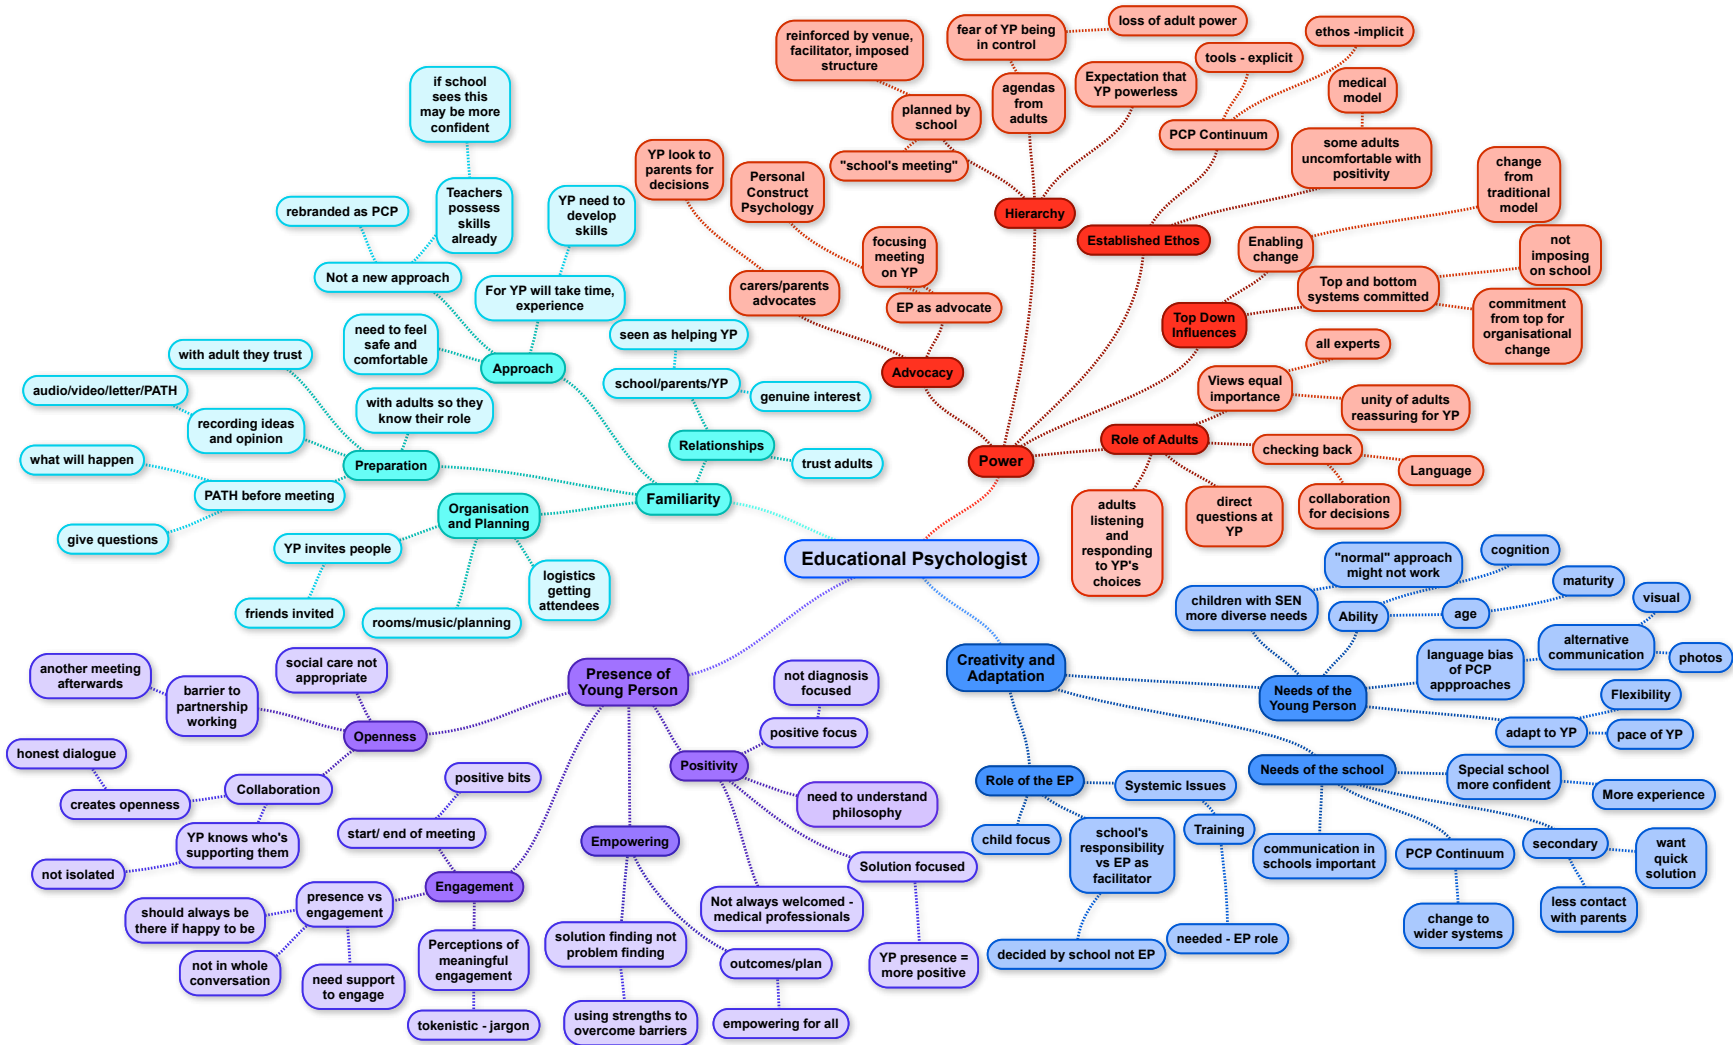 Educational Psychologist
Power
Hierarchy
planned by
school
reinforced by venue,
facilitator, imposed
structure
"school's meeting"
agendas
from
adults
fear of YP being
in control
loss of adult power
Expectation that
YP powerless
Established Ethos
PCP Continuum
tools - explicit
ethos -implicit
some adults
uncomfortable with
positivity
medical
model
Top Down
Influences
Enabling
change
change
from
traditional
model
Top and bottom
systems committed
not
imposing
on school
commitment
from top for
organisational
change
Role of Adults
Views equal
importance
all experts
unity of adults
reassuring for YP
checking back
Language
collaboration
for decisions
direct
questions at
YP
adults
listening
and
responding
to YP's
choices
Advocacy
carers/parents
advocates
YP look to
parents for
decisions
EP as advocate
focusing
meeting
on YP
Personal
Construct
Psychology
Familiarity
Approach
Not a new approach
rebranded as PCP
Teachers
possess
skills
already
if school
sees this
may be more
confident
For YP will take time,
experience
YP need to
develop
skills
need to feel
safe and
comfortable
Relationships
school/parents/YP
seen as helping YP
genuine interest
trust adults
Preparation
with adult they trust
recording ideas
and opinion
audio/video/letter/PATH
with adults so they
know their role
PATH before meeting
what will happen
give questions
Organisation
and Planning
YP invites people
friends invited
rooms/music/planning
logistics
getting
attendees
Presence of
Young Person
Openness
social care not
appropriate
barrier to
partnership
working
another meeting
afterwards
Collaboration
creates openness
honest dialogue
YP knows who's
supporting them
not isolated
Engagement
start/ end of meeting
positive bits
presence vs
engagement
should always be
there if happy to be
not in whole
conversation
need support
to engage
Perceptions of
meaningful
engagement
tokenistic - jargon
Empowering
solution finding not
problem finding
using strengths to
overcome barriers
outcomes/plan
empowering for all
Positivity
positive focus
not diagnosis
focused
need to understand
philosophy
Solution focused
YP presence =
more positive
Not always welcomed -
medical professionals
Creativity and
Adaptation
Needs of the
Young Person
children with SEN
more diverse needs
"normal" approach
might not work
Ability
cognition
age
maturity
language bias
of PCP
appproaches
alternative
communication
visual
photos
adapt to YP
Flexibility
pace of YP
Needs of the school
Special school
more confident
More experience
secondary
want
quick
solution
less contact
with parents
PCP Continuum
change to
wider systems
communication in
schools important
Role of the EP
Systemic Issues
Training
needed - EP role
child focus
school's
responsibility
vs EP as
facilitator
decided by school not EP